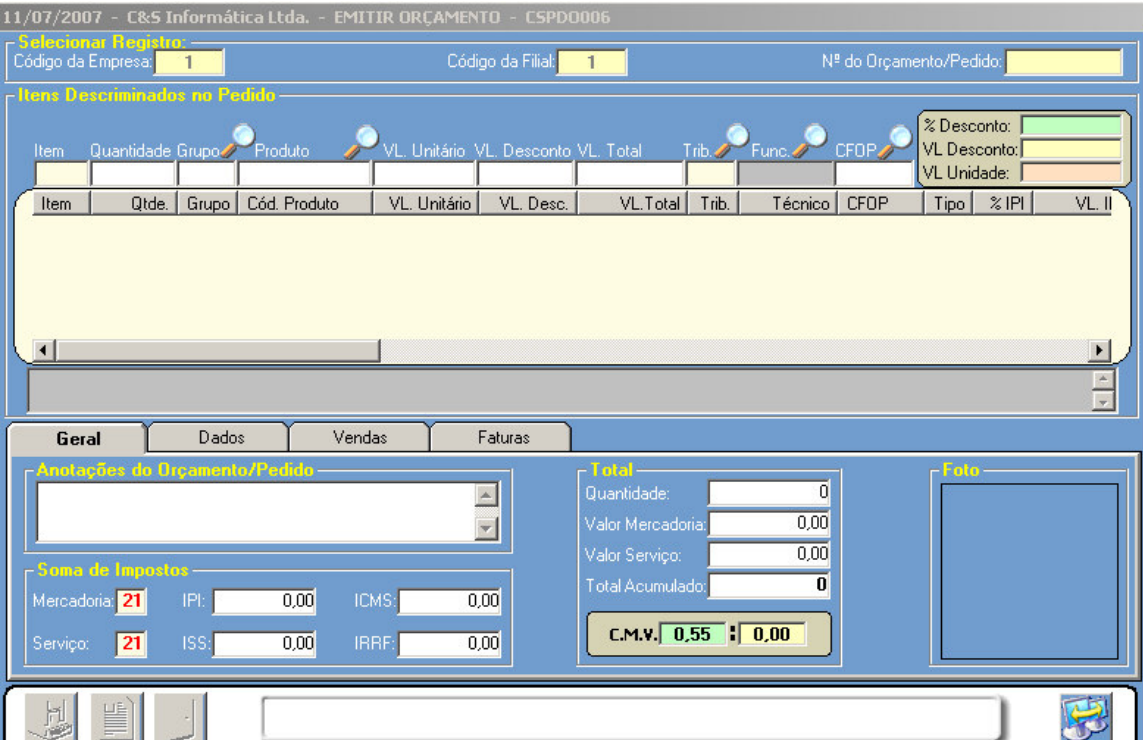 11/07/2007 - C&S Informática Ltda. - EMITIR ORÇAMENTO - CSPDO006
Selecionar Registro:
Código da Empresa: 1 Código da Filial: 1 Nº do Orçamento/Pedido:
Itens Descriminados no Pedido
% Desconto:
VL Desconto:
VL Unidade:
Item Quantidade Grupo Produto VL. Unitário VL. Desconto VL. Total Trib. Func. CFOP
Item Qtde. Grupo Cód. Produto VL. Unitário VL. Desc. VL.Total Trib. Técnico CFOP Tipo % IPI VL. II
Geral Dados Vendas Faturas
Anotações do Orçamento/Pedido
Total
Quantidade: 0
Valor Mercadoria: 0,00
Valor Serviço: 0,00
Total Acumulado: 0
C.M.V. 0,55 : 0,00
Foto
Soma de Impostos
Mercadoria: 21 IPI: 0,00 ICMS: 0,00
Serviço: 21 ISS: 0,00 IRRF: 0,00